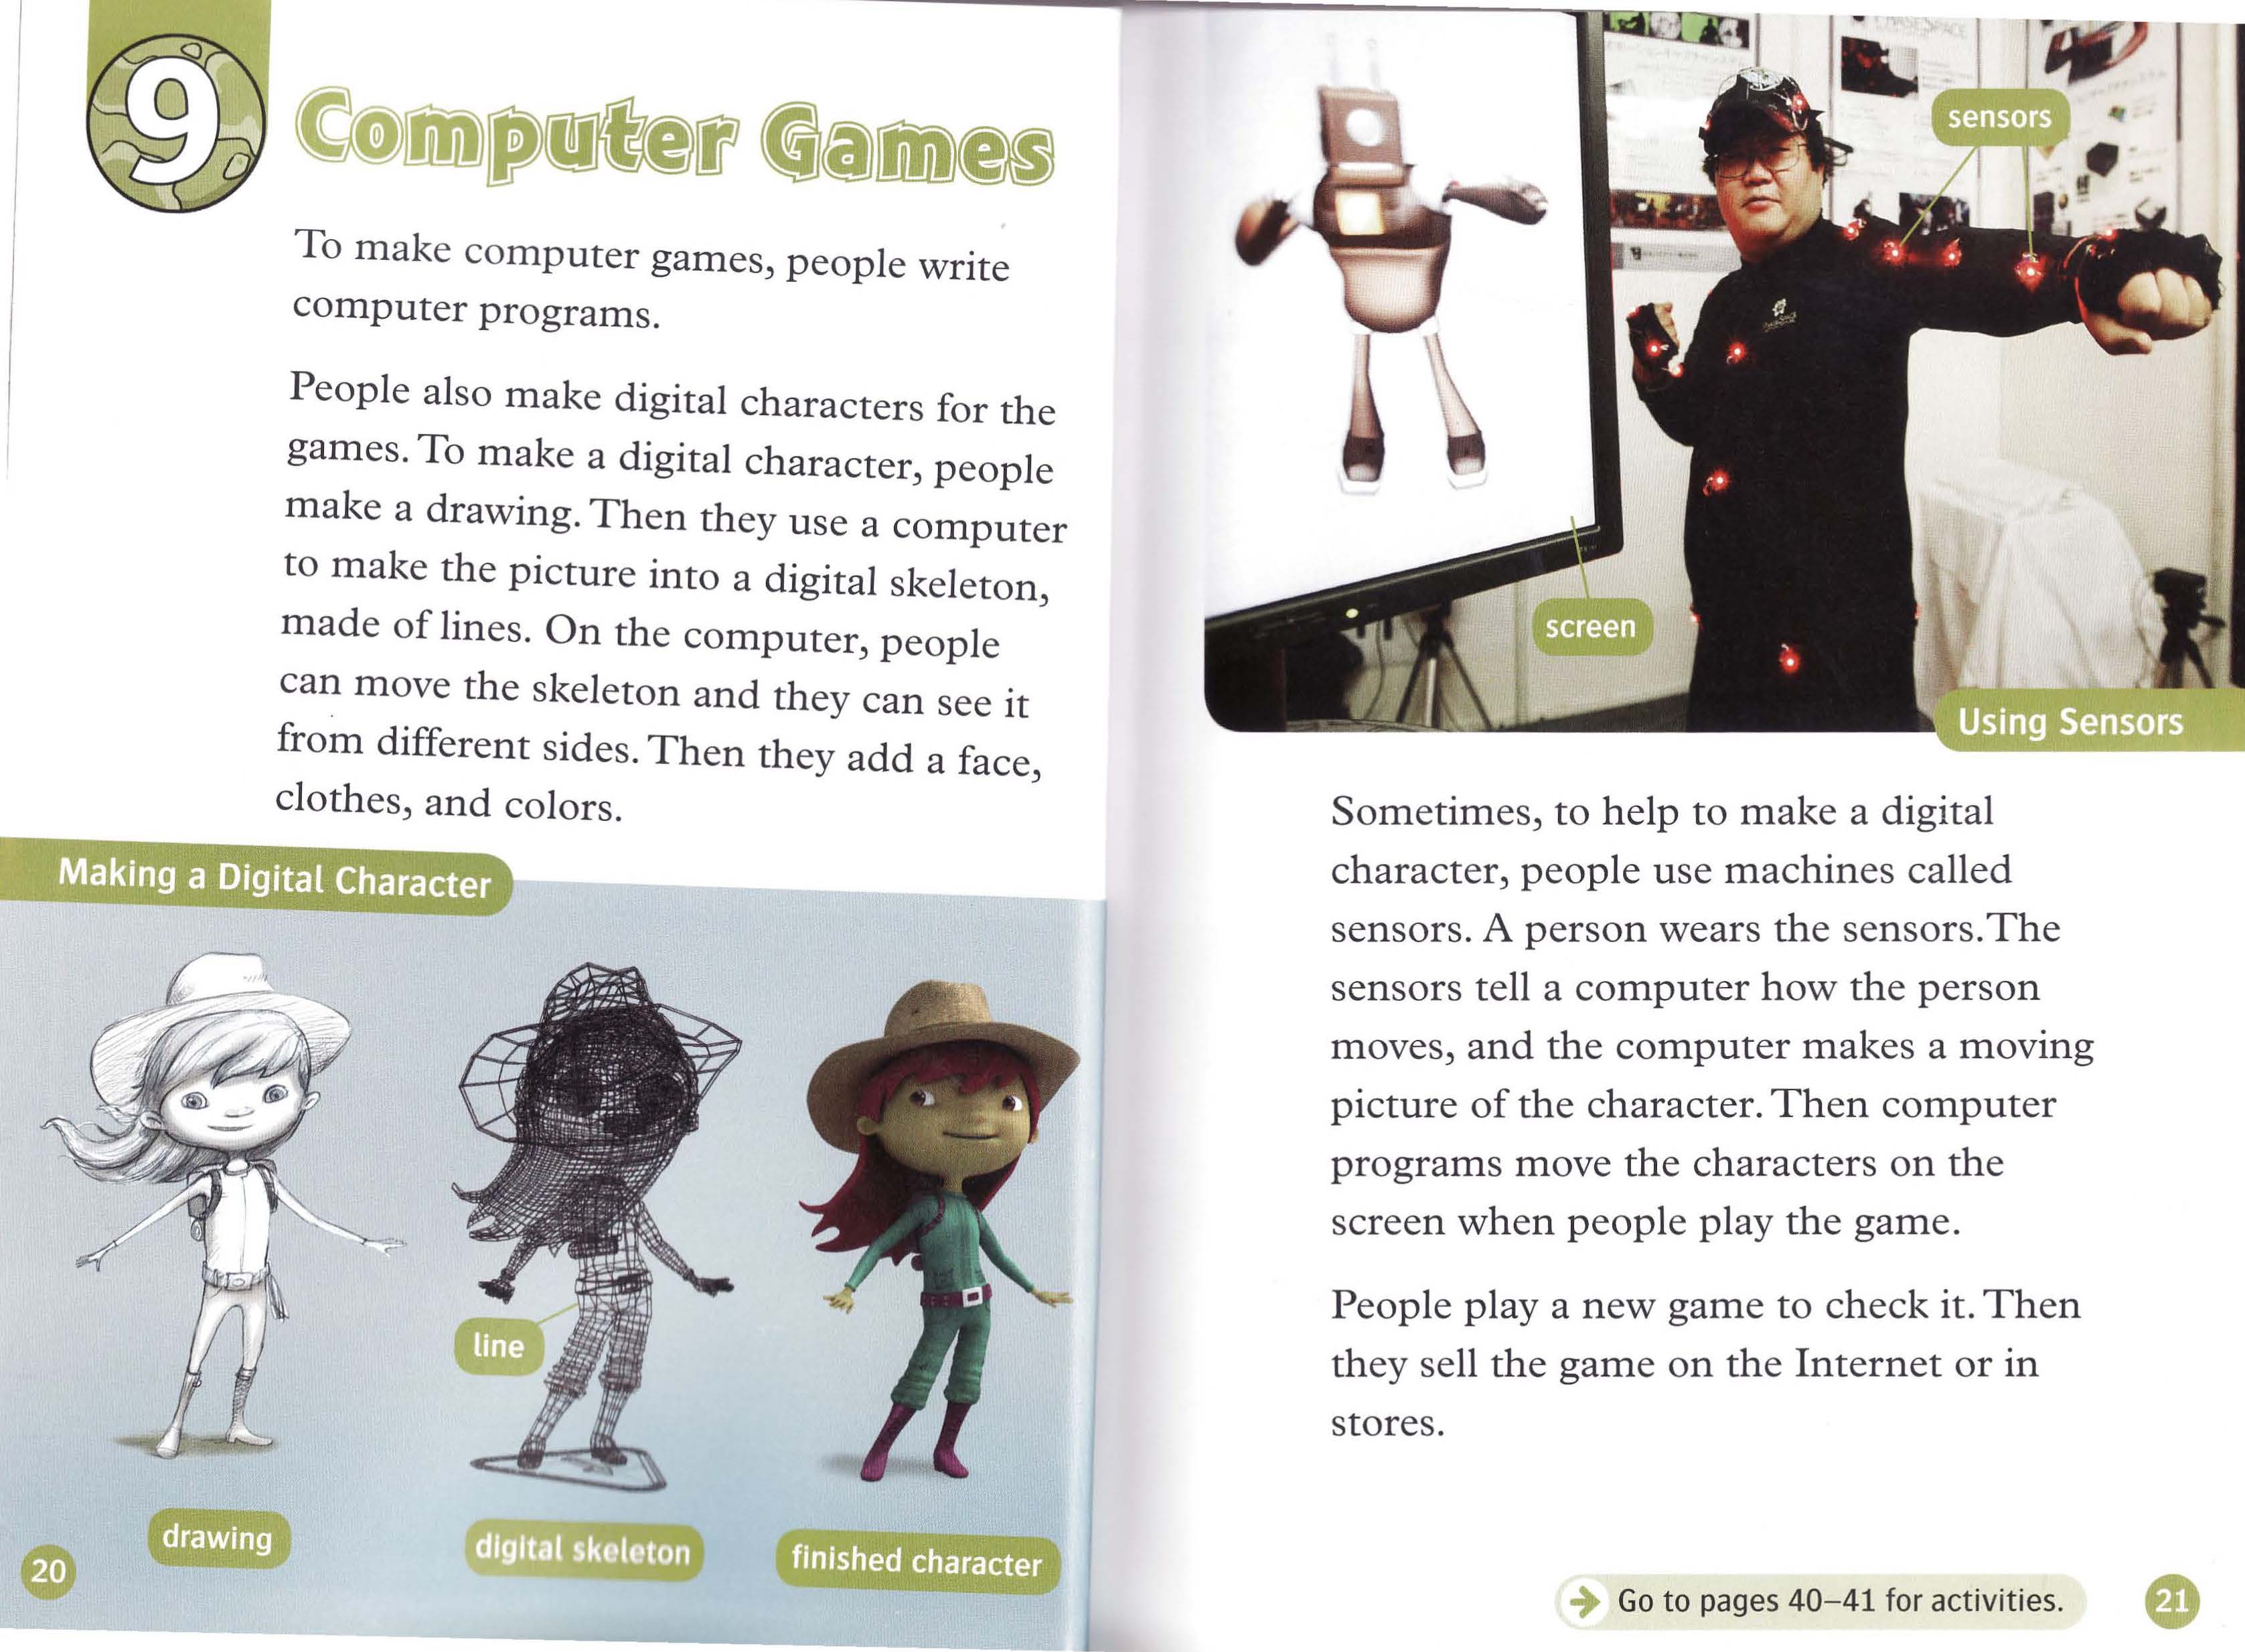 9
Computer Games
To make computer games, people write
computer programs.
People also make digital characters for the
games. To make a digital character, people
make a drawing. Then they use a computer
to make the picture into a digital skeleton,
made of lines. On the computer, people
can move the skeleton and they can see it
from different sides. Then they add a face,
clothes, and colors.
Making a Digital Character
line
drawing
digital skeleton
finished character
20
sensors
screen
Using Sensors
Sometimes, to help to make a digital
character, people use machines called
sensors. A person wears the sensors. The
sensors tell a computer how the person
moves, and the computer makes a moving
picture of the character. Then computer
programs move the characters on the
screen when people play the game.
People play a new game to check it. Then
they sell the game on the Internet or in
stores.
Go to pages 40–41 for activities.
21